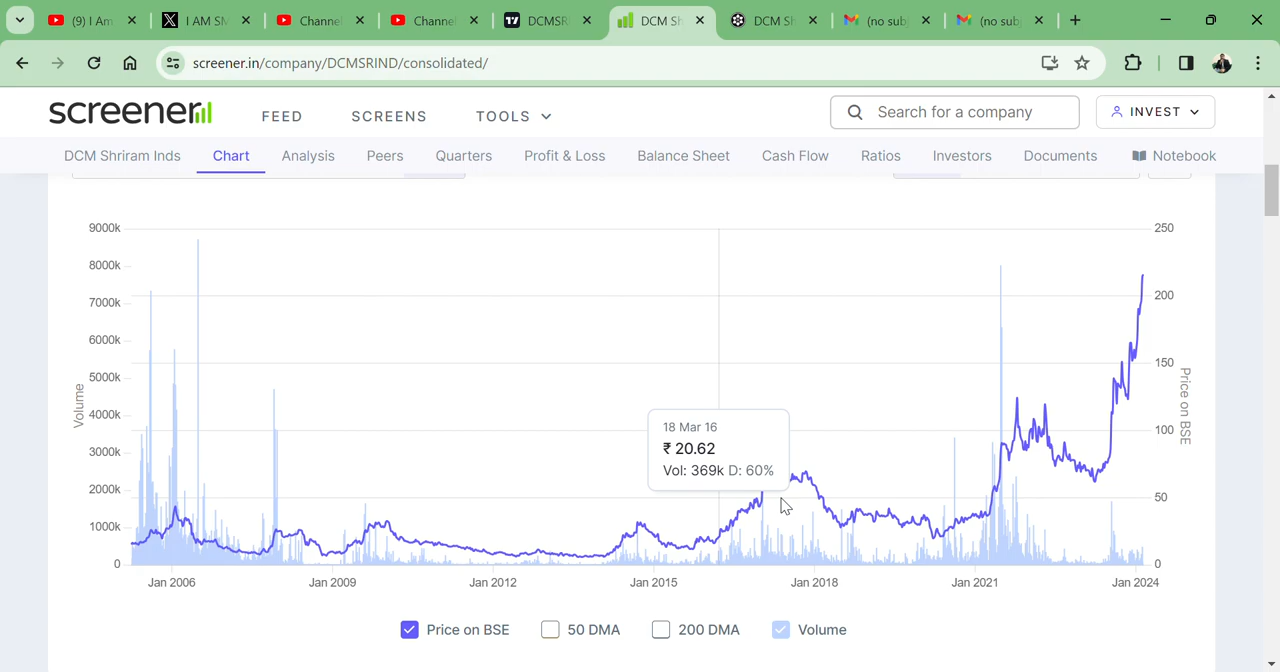 (9) I Am
I AM SM
Channel
Channel
DCMSR
DCM Sh
DCM Sh
(no sub
(no sub
screener.in/company/DCMSRIND/consolidated/
screener
FEED
SCREENS
TOOLS
Search for a company
INVEST
DCM Shriram Inds
Chart
Analysis
Peers
Quarters
Profit & Loss
Balance Sheet
Cash Flow
Ratios
Investors
Documents
Notebook
9000k
8000k
7000k
6000k
5000k
4000k
3000k
2000k
1000k
0
Volume
250
200
150
100
50
0
Price on BSE
18 Mar 16
₹ 20.62
Vol: 369k D: 60%
Jan 2006
Jan 2009
Jan 2012
Jan 2015
Jan 2018
Jan 2021
Jan 2024
Price on BSE
50 DMA
200 DMA
Volume